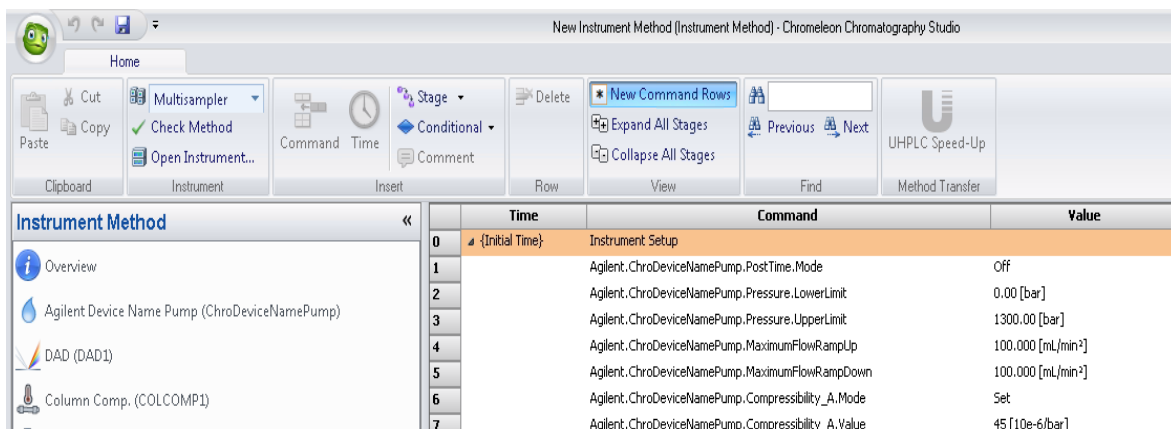 New Instrument Method (Instrument Method) - Chromeleon Chromatography Studio
Home
Paste
Cut
Copy
Clipboard
Multisampler
Check Method
Open Instrument...
Instrument
Command
Time
Stage
Conditional
Comment
Insert
Delete
Row
New Command Rows
Expand All Stages
Collapse All Stages
View
Previous Next
Find
UHPLC Speed-Up
Method Transfer
Instrument Method «
Overview
Agilent Device Name Pump (ChroDeviceNamePump)
DAD (DAD1)
Column Comp. (COLCOMP1)
Time Command Value
0 {Initial Time} Instrument Setup
1 Agilent.ChroDeviceNamePump.PostTime.Mode Off
2 Agilent.ChroDeviceNamePump.Pressure.LowerLimit 0.00 [bar]
3 Agilent.ChroDeviceNamePump.Pressure.UpperLimit 1300.00 [bar]
4 Agilent.ChroDeviceNamePump.MaximumFlowRampUp 100.000 [mL/min²]
5 Agilent.ChroDeviceNamePump.MaximumFlowRampDown 100.000 [mL/min²]
6 Agilent.ChroDeviceNamePump.Compressibility_A.Mode Set
7 Agilent.ChroDeviceNamePump.Compressibility_A.Value 45 [10e-6/bar]